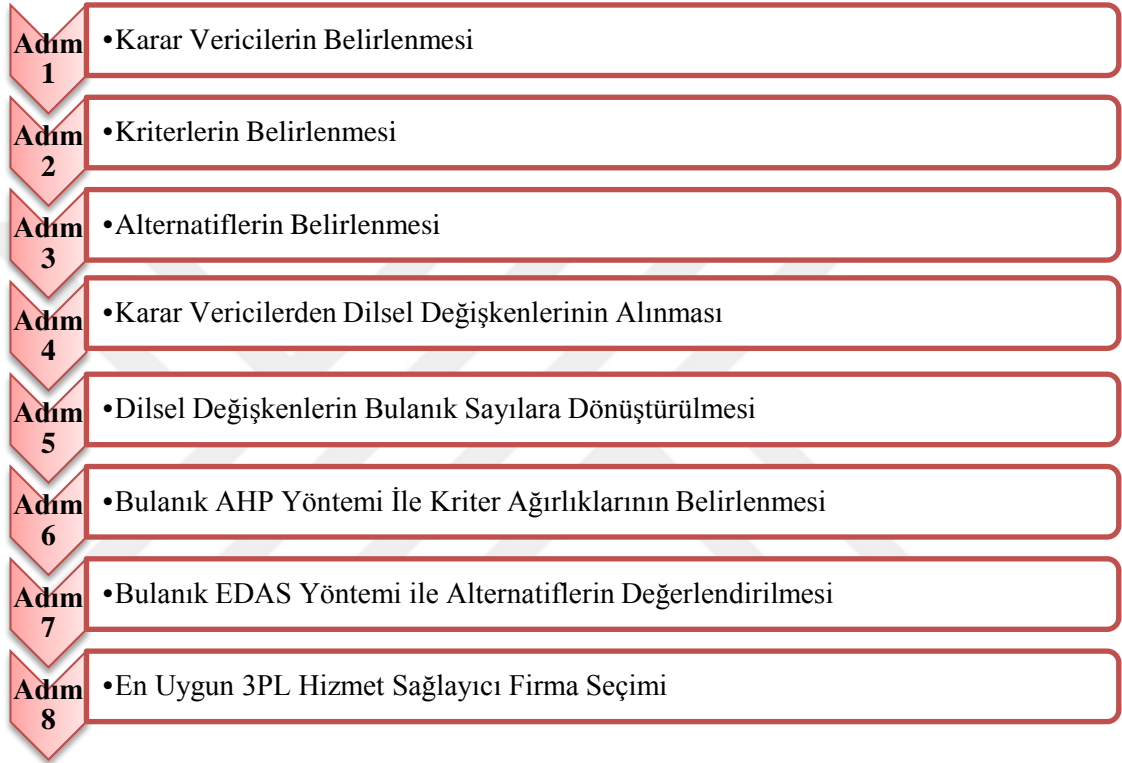 Adım 1
•Karar Vericilerin Belirlenmesi
Adım 2
•Kriterlerin Belirlenmesi
Adım 3
•Alternatiflerin Belirlenmesi
Adım 4
•Karar Vericilerden Dilsel Değişkenlerinin Alınması
Adım 5
•Dilsel Değişkenlerin Bulanık Sayılara Dönüştürülmesi
Adım 6
•Bulanık AHP Yöntemi İle Kriter Ağırlıklarının Belirlenmesi
Adım 7
•Bulanık EDAS Yöntemi ile Alternatiflerin Değerlendirilmesi
Adım 8
•En Uygun 3PL Hizmet Sağlayıcı Firma Seçimi